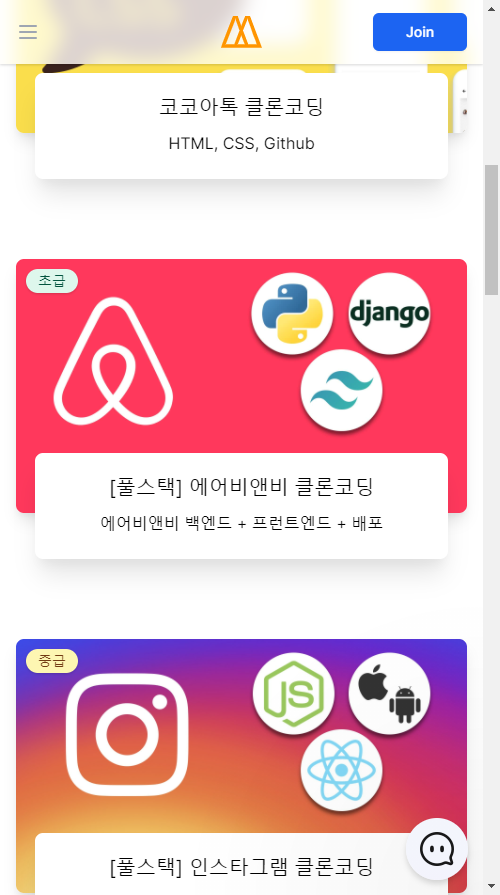 Join
코코아톡 클론코딩
HTML, CSS, Github
초급
django
[풀스택] 에어비앤비 클론코딩
에어비앤비 백엔드 + 프런트엔드 + 배포
중급
JS
[풀스택] 인스타그램 클론코딩